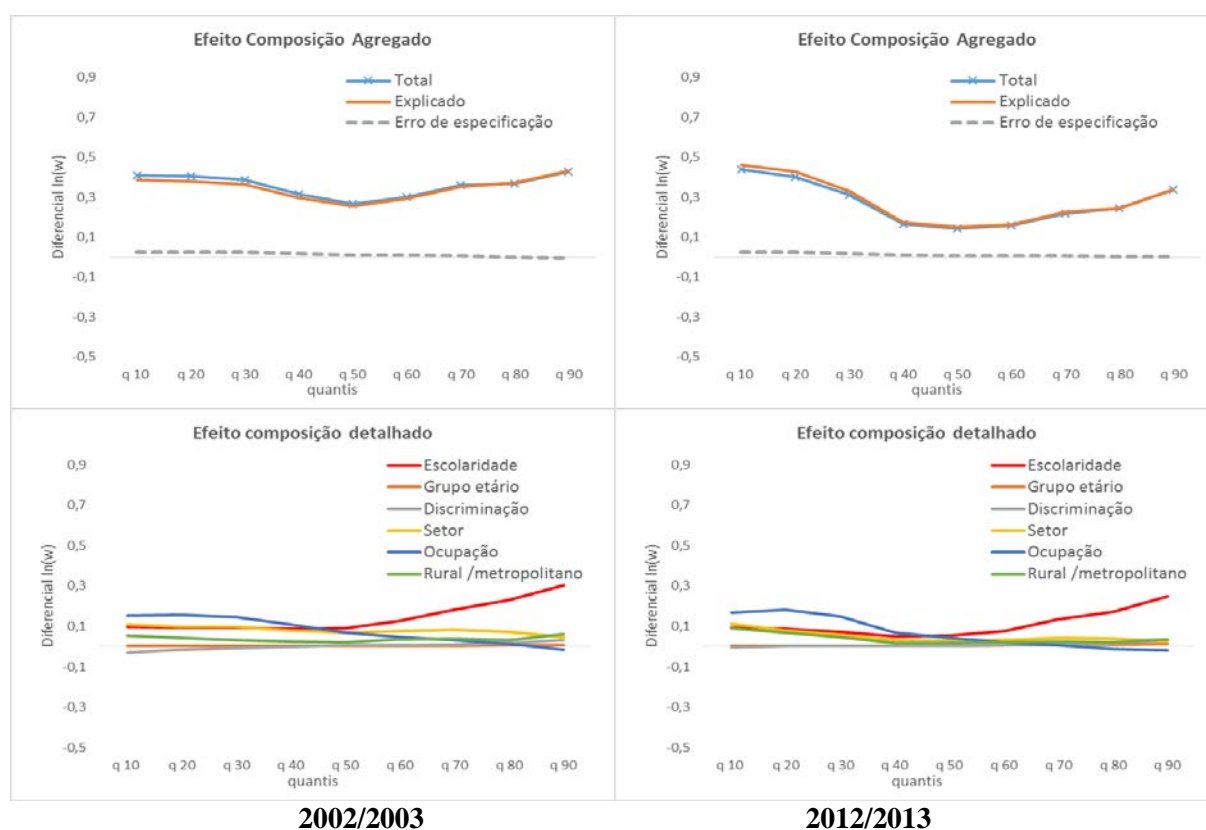 Efeito Composição Agregado
Total
Explicado
Erro de especificação
Diferencial ln(w)
0,9
0,7
0,5
0,3
0,1
-0,1
-0,3
-0,5
q 10 q 20 q 30 q 40 q 50 q 60 q 70 q 80 q 90
quantis
Efeito Composição Agregado
Total
Explicado
Erro de especificação
Diferencial ln(w)
0,9
0,7
0,5
0,3
0,1
-0,1
-0,3
-0,5
q 10 q 20 q 30 q 40 q 50 q 60 q 70 q 80 q 90
quantis
Efeito composição detalhado
Escolaridade
Grupo etário
Discriminação
Setor
Ocupação
Rural /metropolitano
Diferencial ln(w)
0,9
0,7
0,5
0,3
0,1
-0,1
-0,3
-0,5
q 10 q 20 q 30 q 40 q 50 q 60 q 70 q 80 q 90
quantis
Efeito composição detalhado
Escolaridade
Grupo etário
Discriminação
Setor
Ocupação
Rural /metropolitano
Diferencial ln(w)
0,9
0,7
0,5
0,3
0,1
-0,1
-0,3
-0,5
q 10 q 20 q 30 q 40 q 50 q 60 q 70 q 80 q 90
quantis
2002/2003 2012/2013